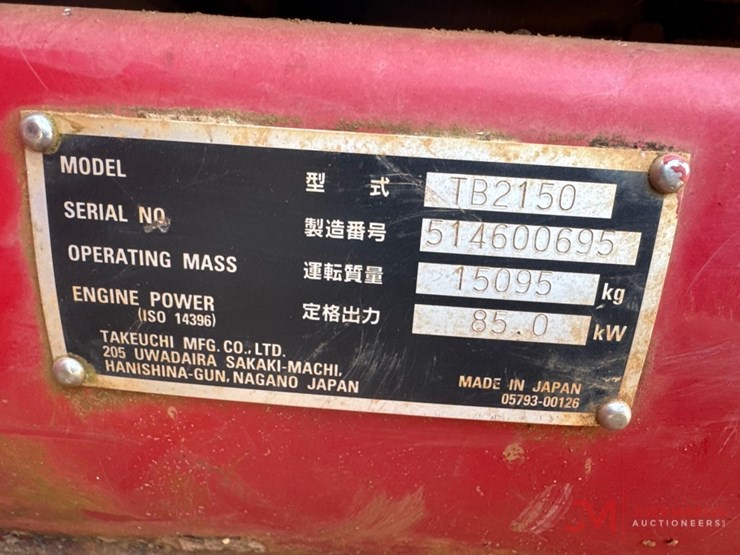 MODEL 型式 TB2150
SERIAL NO. 製造番号 514600695
OPERATING MASS 運転質量 15095 kg
ENGINE POWER 定格出力 85.0 kW
(ISO 14396)
TAKEUCHI MFG. CO., LTD.
205 UWADAIRA SAKAKI-MACHI,
HANISHINA-GUN, NAGANO JAPAN
MADE IN JAPAN
05793-00126
AUCTIONEERS